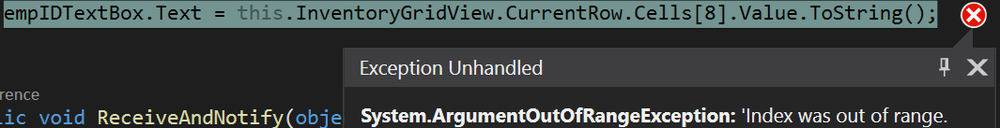 empIDTextBox.Text = this.InventoryGridView.CurrentRow.Cells[8].Value.ToString();
Exception Unhandled
rence
lic void ReceiveAndNotify(obje
System.ArgumentOutOfRangeException: 'Index was out of range.